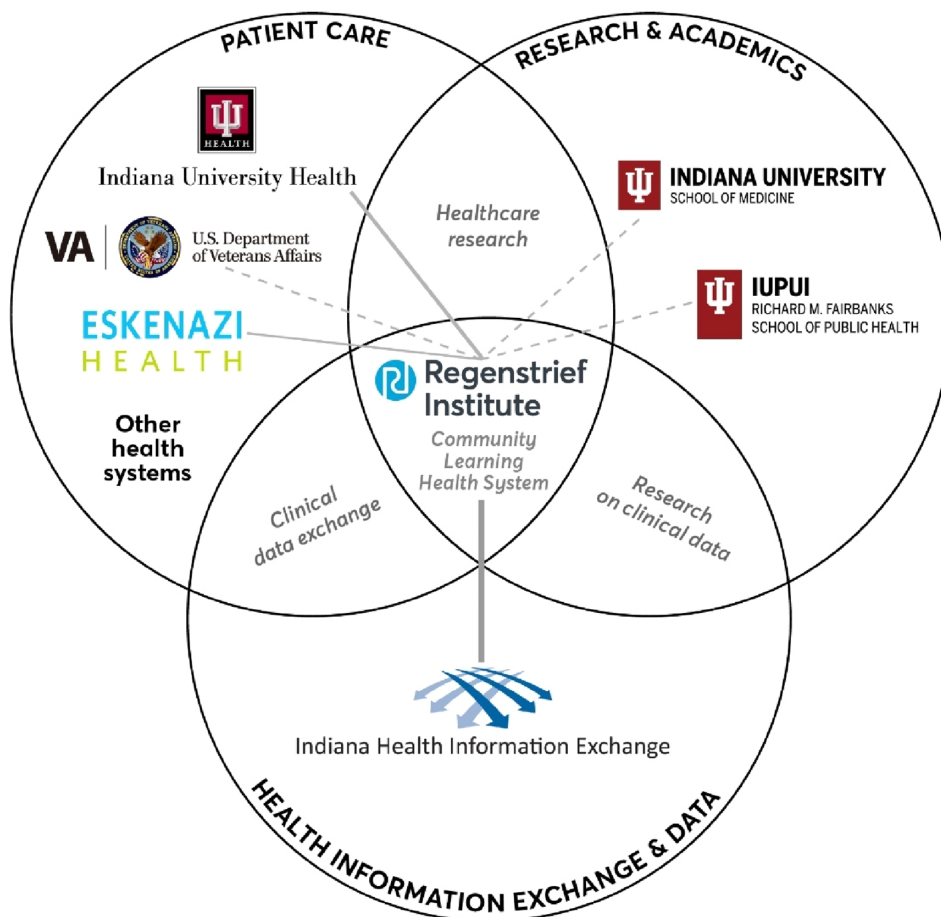 PATIENT CARE
RESEARCH & ACADEMICS
HEALTH
Indiana University Health
VA
U.S. Department
of Veterans Affairs
ESKENAZI
HEALTH
Other
health
systems
Healthcare
research
INDIANA UNIVERSITY
SCHOOL OF MEDICINE
IUPUI
RICHARD M. FAIRBANKS
SCHOOL OF PUBLIC HEALTH
Regenstrief
Institute
Community
Learning
Health System
Clinical
data exchange
Research
on clinical data
Indiana Health Information Exchange
HEALTH INFORMATION EXCHANGE & DATA